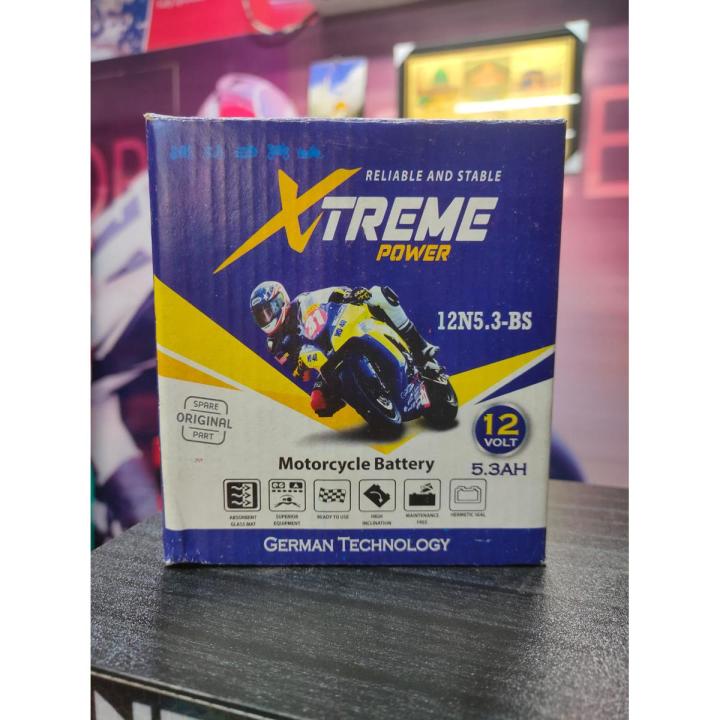 RELIABLE AND STABLE
XTREME
POWER
12N5.3-BS
SPARE
ORIGINAL
PART
12
VOLT
5.3AH
Motorcycle Battery
ABSORBENT
GLASS MAT
SUPERIOR
EQUIPMENT
READY TO USE
HIGH
INCLINATION
MAINTENANCE
FREE
HERMETIC SEAL
GERMAN TECHNOLOGY